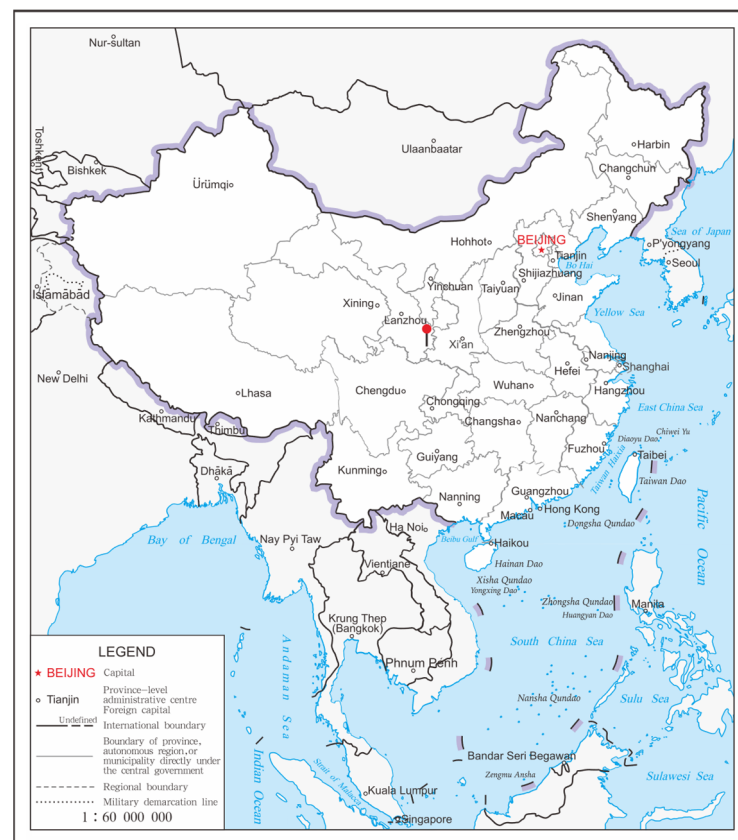 Nur-sultan
Toshkent
Bishkek
Ulaanbaatar
Harbin
Changchun
Ürümqi
Shenyang
Sea of Japan
Hohhot
BEIJING
P'yongyang
Tianjin
Bo Hai
Seoul
Shijiazhuang
Yinchuan
Taiyuan
Islāmābād
Xining
Jinan
Lanzhou
Yellow Sea
Zhengzhou
Xi'an
Nanjing
Hefei
Shanghai
New Delhi
Wuhan
Hangzhou
Lhasa
Chengdu
Chongqing
East China Sea
Kathmandu
Nanchang
Changsha
Thimbu
Chiwei Yu
Diaoyu Dao
Fuzhou
Guiyang
Taibei
Taiwan Haixia
Dhākā
Kunming
Taiwan Dao
Nanning
Guangzhou
Hong Kong
Macau
Pacific Ocean
Dongsha Qundao
Ha Noi
Bay of Bengal
Nay Pyi Taw
Beibu Gulf
Haikou
Hainan Dao
Vientiane
Xisha Qundao
Yongxing Dao
Zhongsha Qundao
Manila
Huangyan Dao
Krung Thep
(Bangkok)
South China Sea
Andaman Sea
Phnum Pénh
Nansha Qundao
Sulu Sea
Bandar Seri Begawan
Zengmu Ansha
Sulawesi Sea
Indian Ocean
Strait of Malacca
Kuala Lumpur
Singapore
LEGEND
BEIJING Capital
Tianjin Province-level
administrative centre
Foreign capital
Undefined International boundary
Boundary of province,
autonomous region,or
municipality directly under
the central government
Regional boundary
Military demarcation line
1:60 000 000